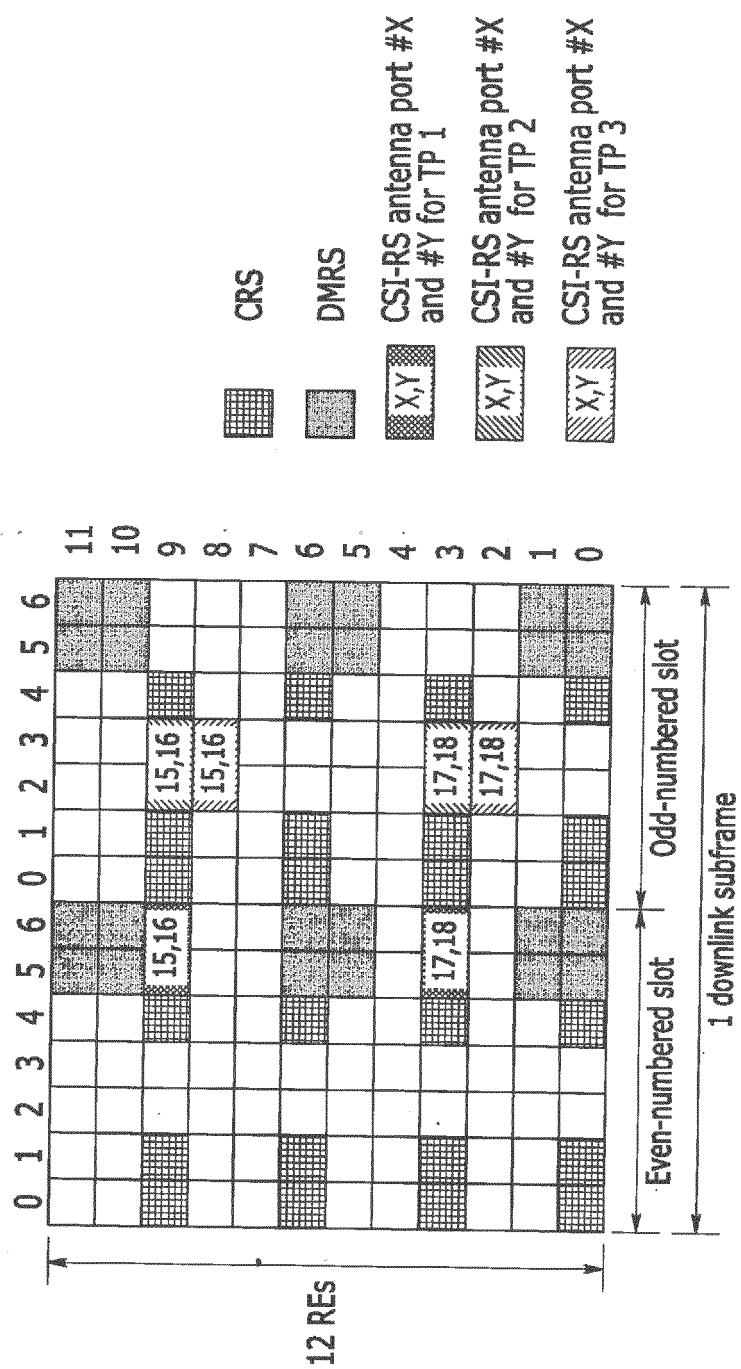 0 1 2 3 4 5 6 0 1 2 3 4 5 6
11
10
15,16 15,16 9
15,16 8
7
6
5
4
17,18 17,18 3
17,18 2
1
0
12 REs
Even-numbered slot Odd-numbered slot
1 downlink subframe
CRS
DMRS
X,Y CSI-RS antenna port #X
and #Y for TP 1
X,Y CSI-RS antenna port #X
and #Y for TP 2
X,Y CSI-RS antenna port #X
and #Y for TP 3